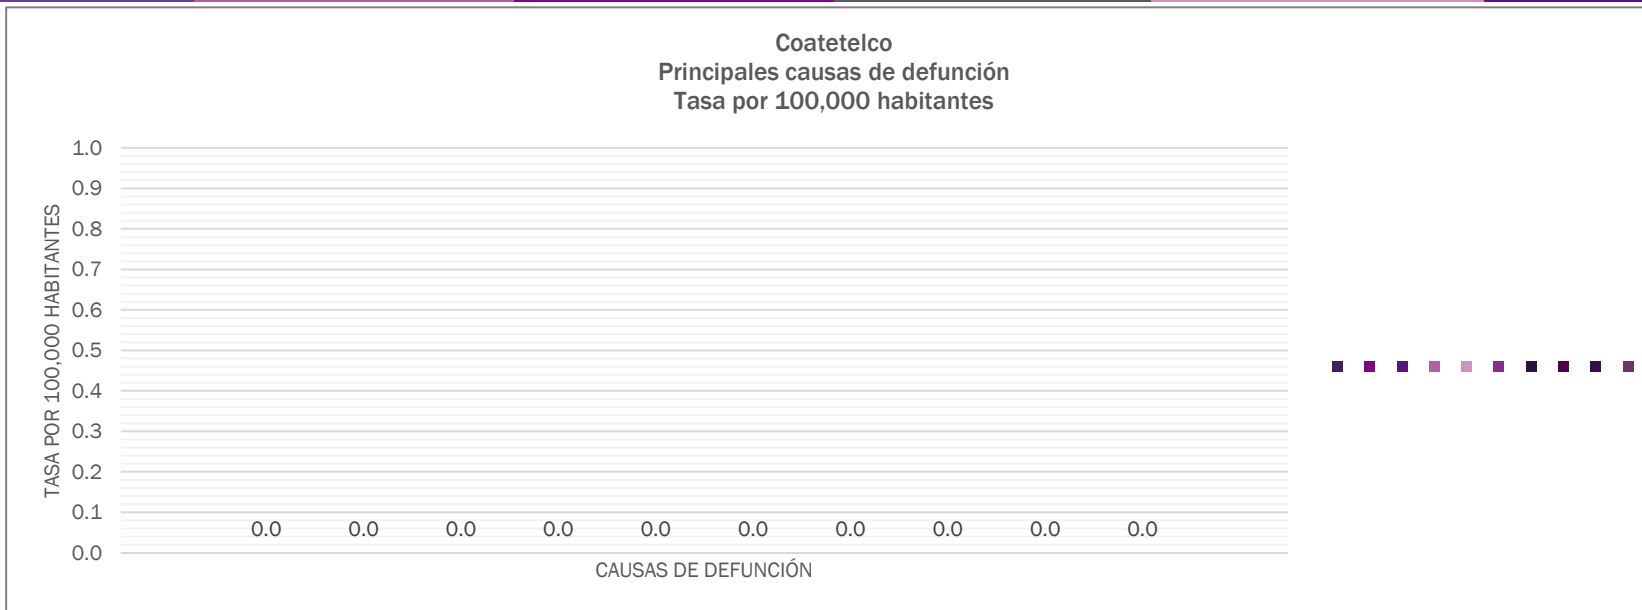 Coatetelco
Principales causas de defunción
Tasa por 100,000 habitantes
TASA POR 100,000 HABITANTES
1.0
0.9
0.8
0.7
0.6
0.5
0.4
0.3
0.2
0.1
0.0
0.0 0.0 0.0 0.0 0.0 0.0 0.0 0.0 0.0 0.0
CAUSAS DE DEFUNCIÓN